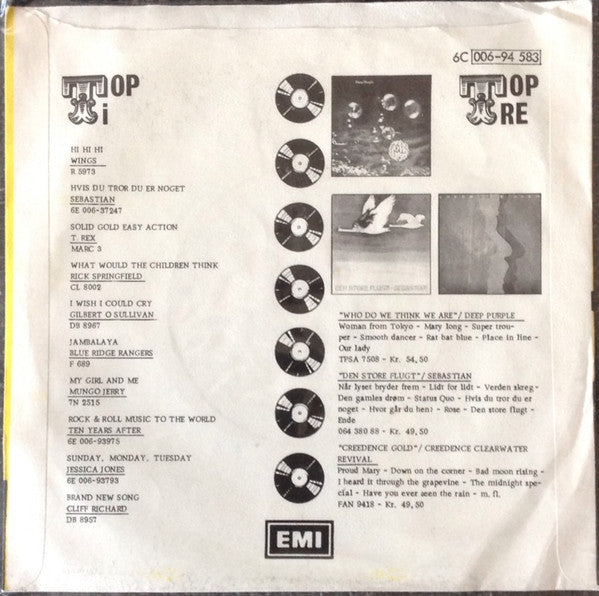 6C 006-94 583
TOP
Ti
HI HI HI
WINGS
R 5973
HVIS DU TROR DU ER NOGET
SEBASTIAN
6E 006-37247
SOLID GOLD EASY ACTION
T. REX
MARC 3
WHAT WOULD THE CHILDREN THINK
RICK SPRINGFIELD
CL 8002
I WISH I COULD CRY
GILBERT O SULLIVAN
DB 8967
JAMBALAYA
BLUE RIDGE RANGERS
F 689
MY GIRL AND ME
MUNGO JERRY
7N 2515
ROCK & ROLL MUSIC TO THE WORLD
TEN YEARS AFTER
6E 006-93975
SUNDAY, MONDAY, TUESDAY
JESSICA JONES
6E 006-93793
BRAND NEW SONG
CLIFF RICHARD
DB 8957
TOP
TRE
DEN STORE FLUGT - SEBASTIAN
"WHO DO WE THINK WE ARE"/ DEEP PURPLE
Woman from Tokyo - Mary long - Super trou-
per - Smooth dancer - Rat bat blue - Place in line -
Our lady
TPSA 7508 - Kr. 54,50
"DEN STORE FLUGT"/ SEBASTIAN
Når lyset bryder frem - Lidt for lidt - Verden skreg-
Den gamles drøm - Status Quo - Hvis du tror du er
noget - Hvor går du hen? - Rose - Den store flugt -
Ende
064 380 88 - Kr. 49,50
"CREEDENCE GOLD"/ CREEDENCE CLEARWATER
REVIVAL
Proud Mary - Down on the corner - Bad moon rising -
I heard it through the grapevine - The midnight spe-
cial - Have you ever seen the rain - m. fl.
FAN 9418 - Kr. 49,50
EMI